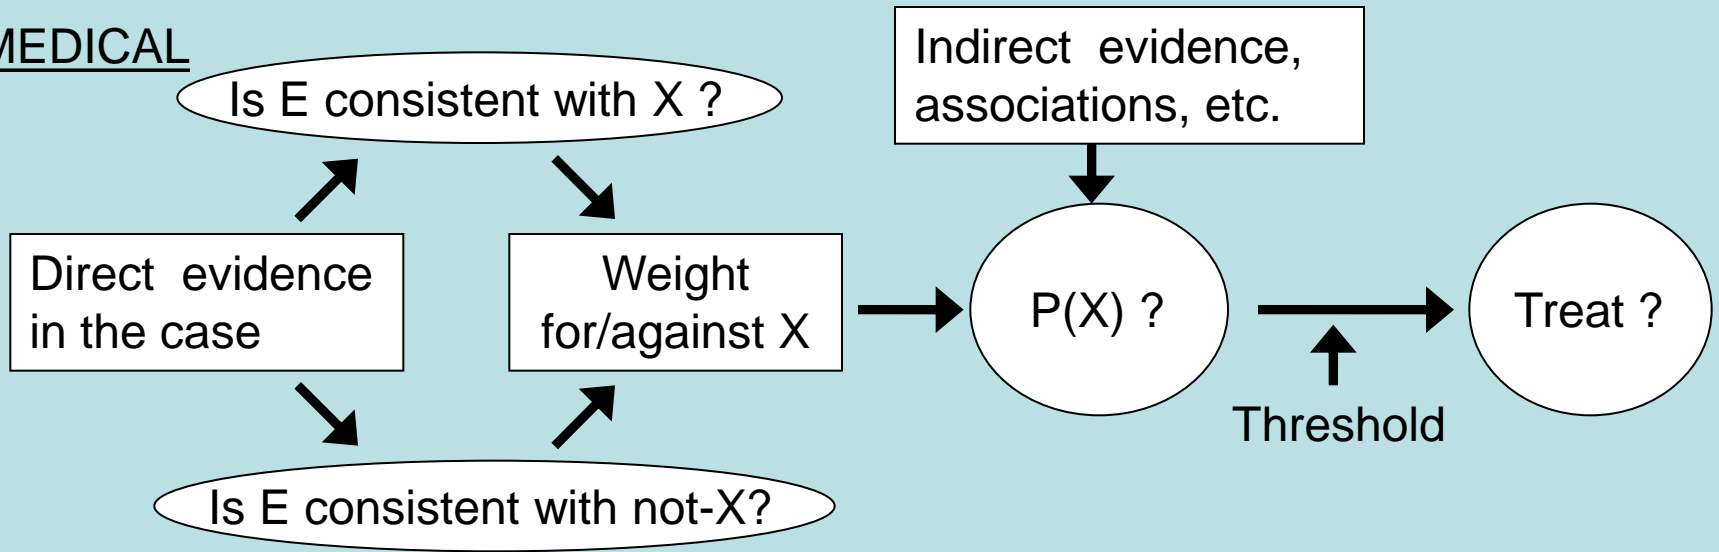 MEDICAL
Is E consistent with X ?
Indirect evidence,
associations, etc.
Direct evidence
in the case
Weight
for/against X
P(X) ?
Treat ?
Threshold
Is E consistent with not-X?